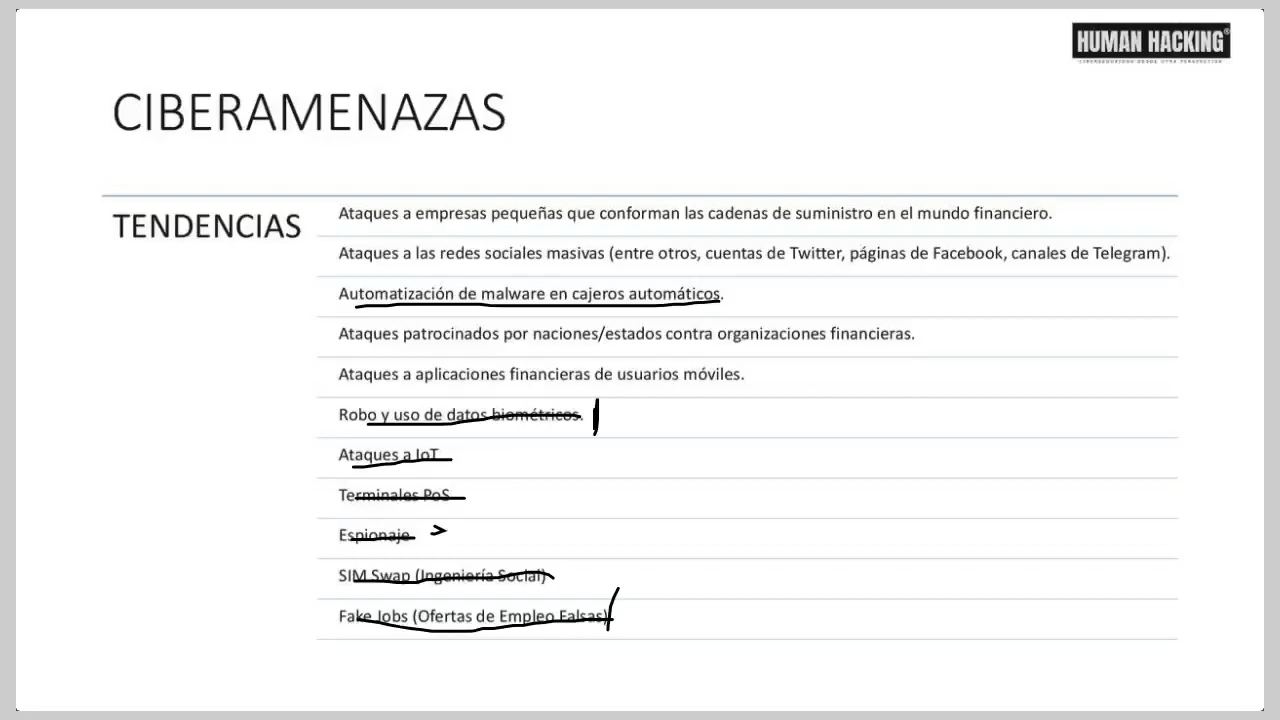 HUMAN HACKING®
CIBERAMENAZAS
TENDENCIAS
Ataques a empresas pequeñas que conforman las cadenas de suministro en el mundo financiero.
Ataques a las redes sociales masivas (entre otros, cuentas de Twitter, páginas de Facebook, canales de Telegram).
Automatización de malware en cajeros automáticos.
Ataques patrocinados por naciones/estados contra organizaciones financieras.
Ataques a aplicaciones financieras de usuarios móviles.
Robo y uso de datos biométricos.
Ataques a IoT
Terminales PoS
Espionaje
SIM Swap (Ingeniería Social)
Fake Jobs (Ofertas de Empleo Falsas)